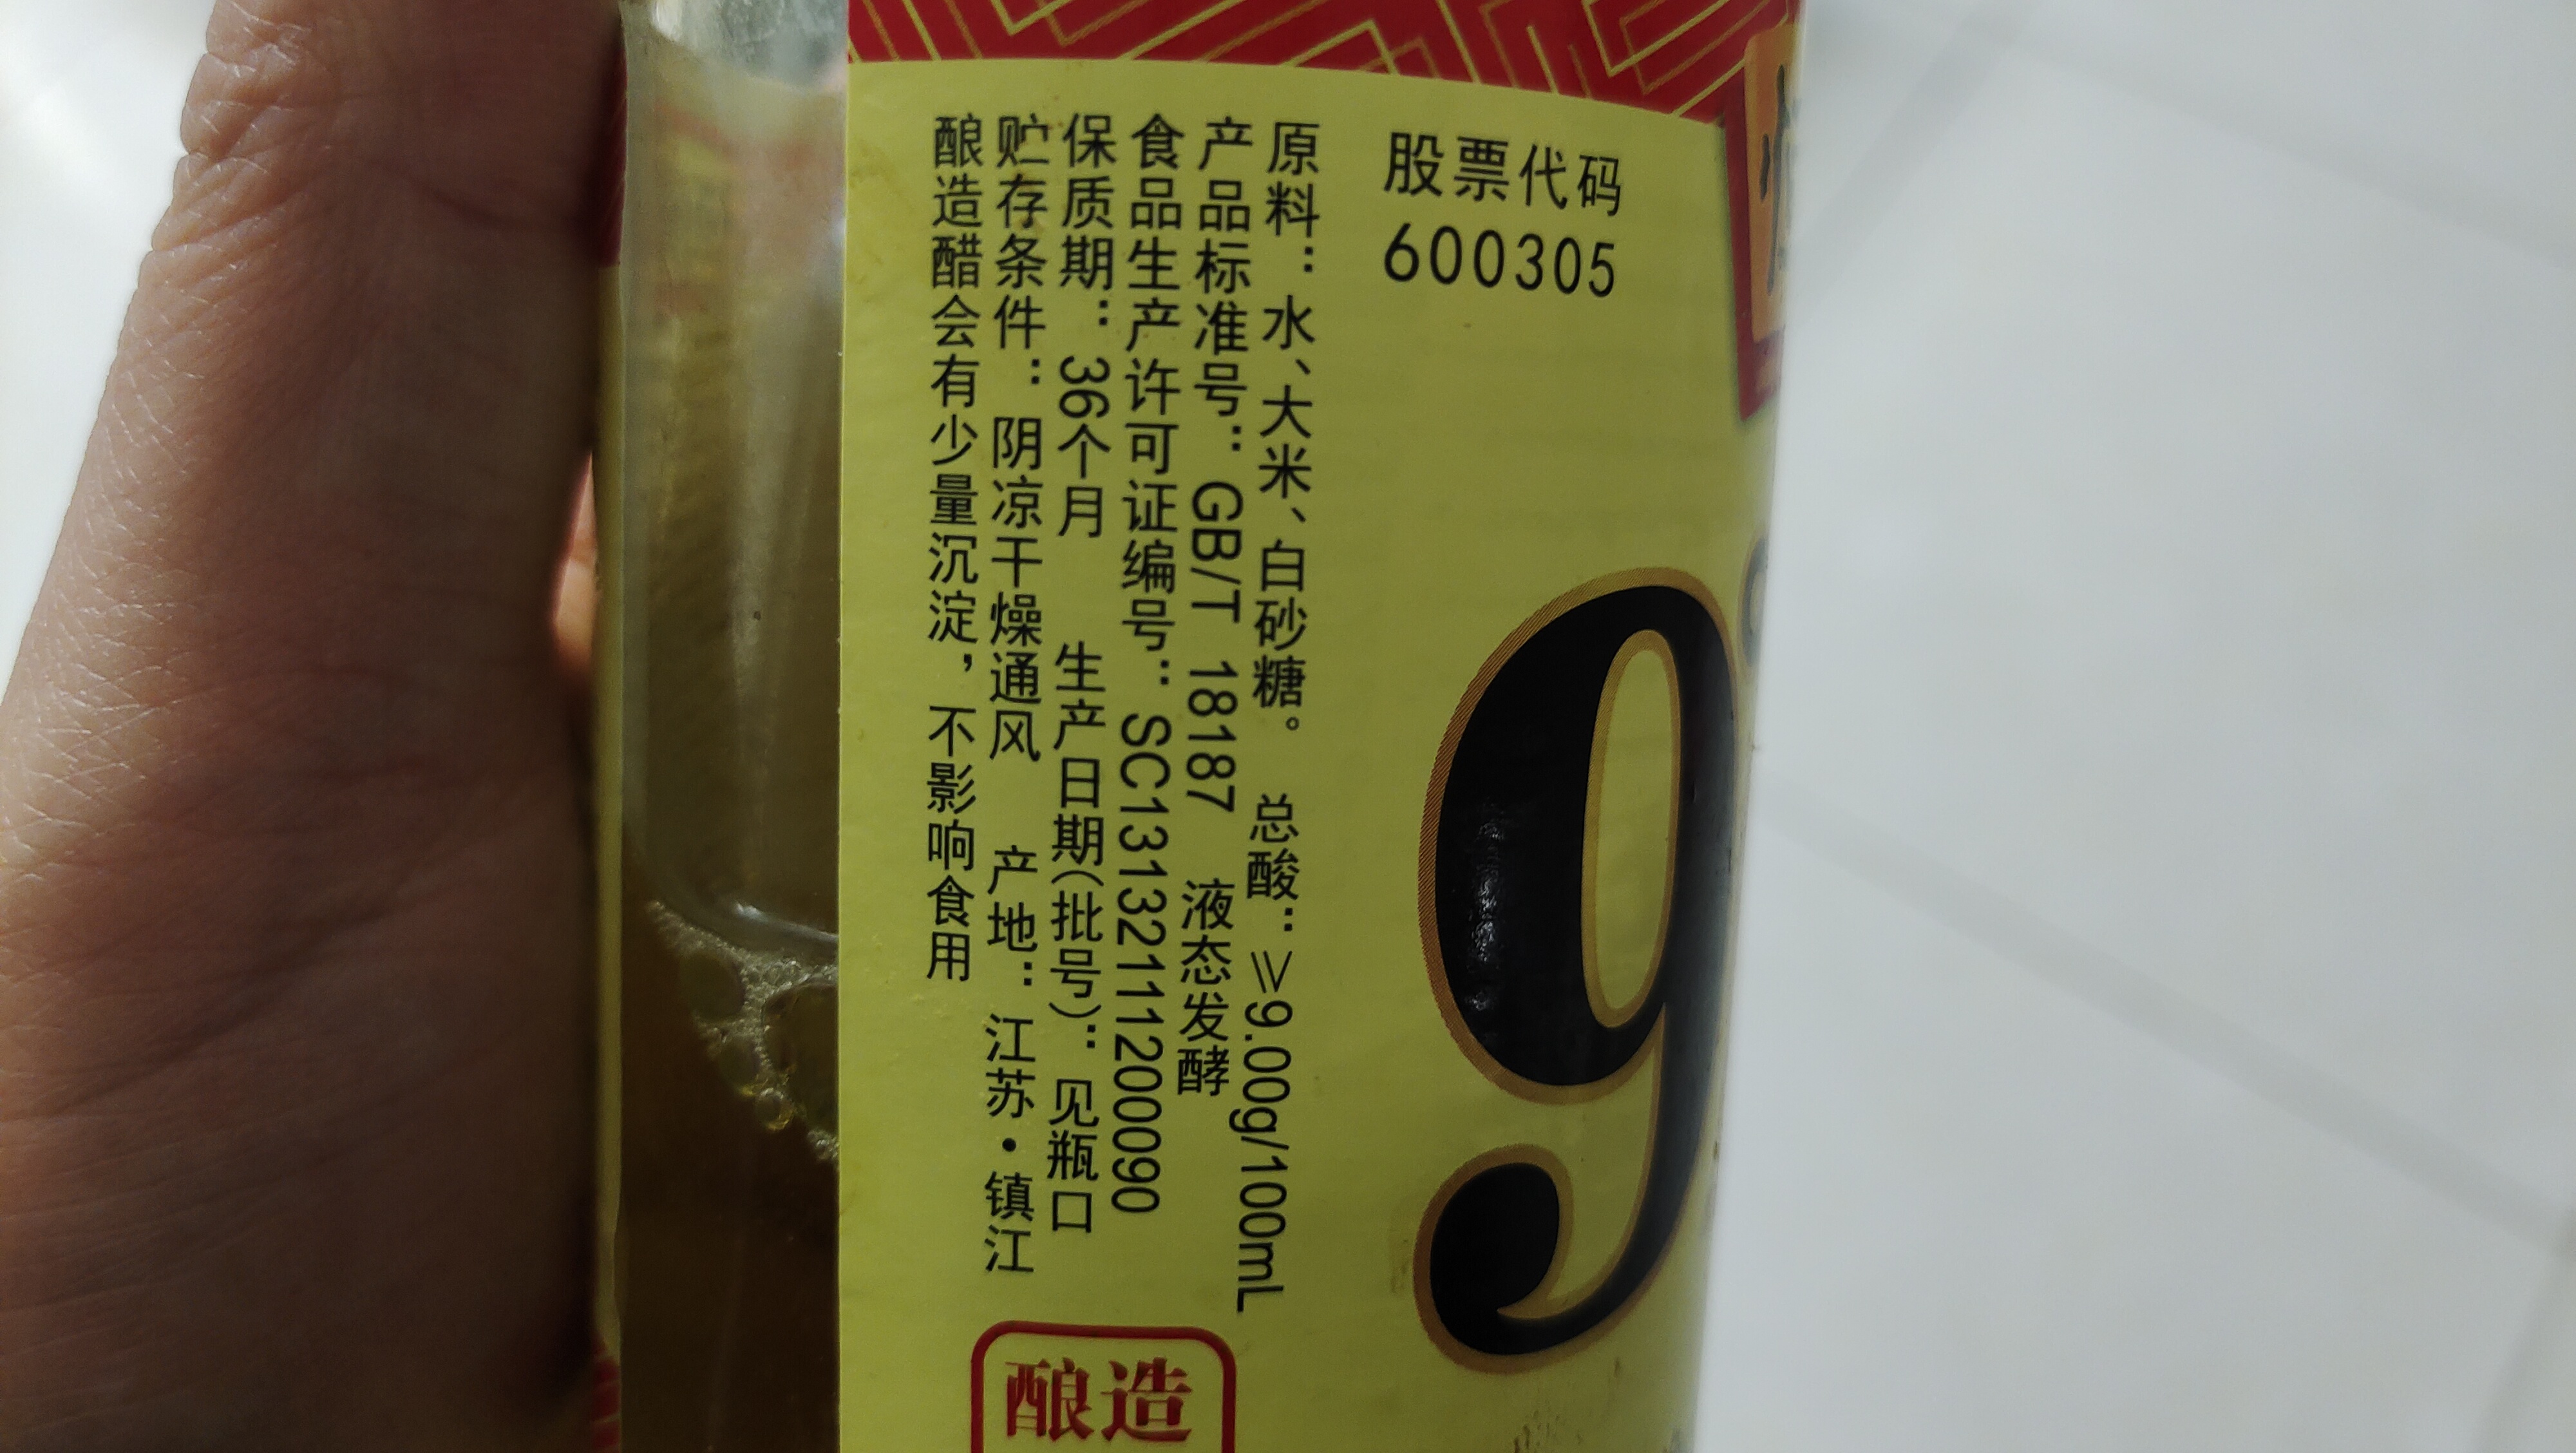 股票代码
600305
原料：水、大米、白砂糖。 总酸：≥9.00g/100mL
产品标准号：GB/T 18187 液态发酵
食品生产许可证编号：SC13132111200090
保质期：36个月 生产日期（批号）：见瓶口
贮存条件：阴凉干燥通风 产地：江苏·镇江
酿造醋会有少量沉淀，不影响食用
9
酿造